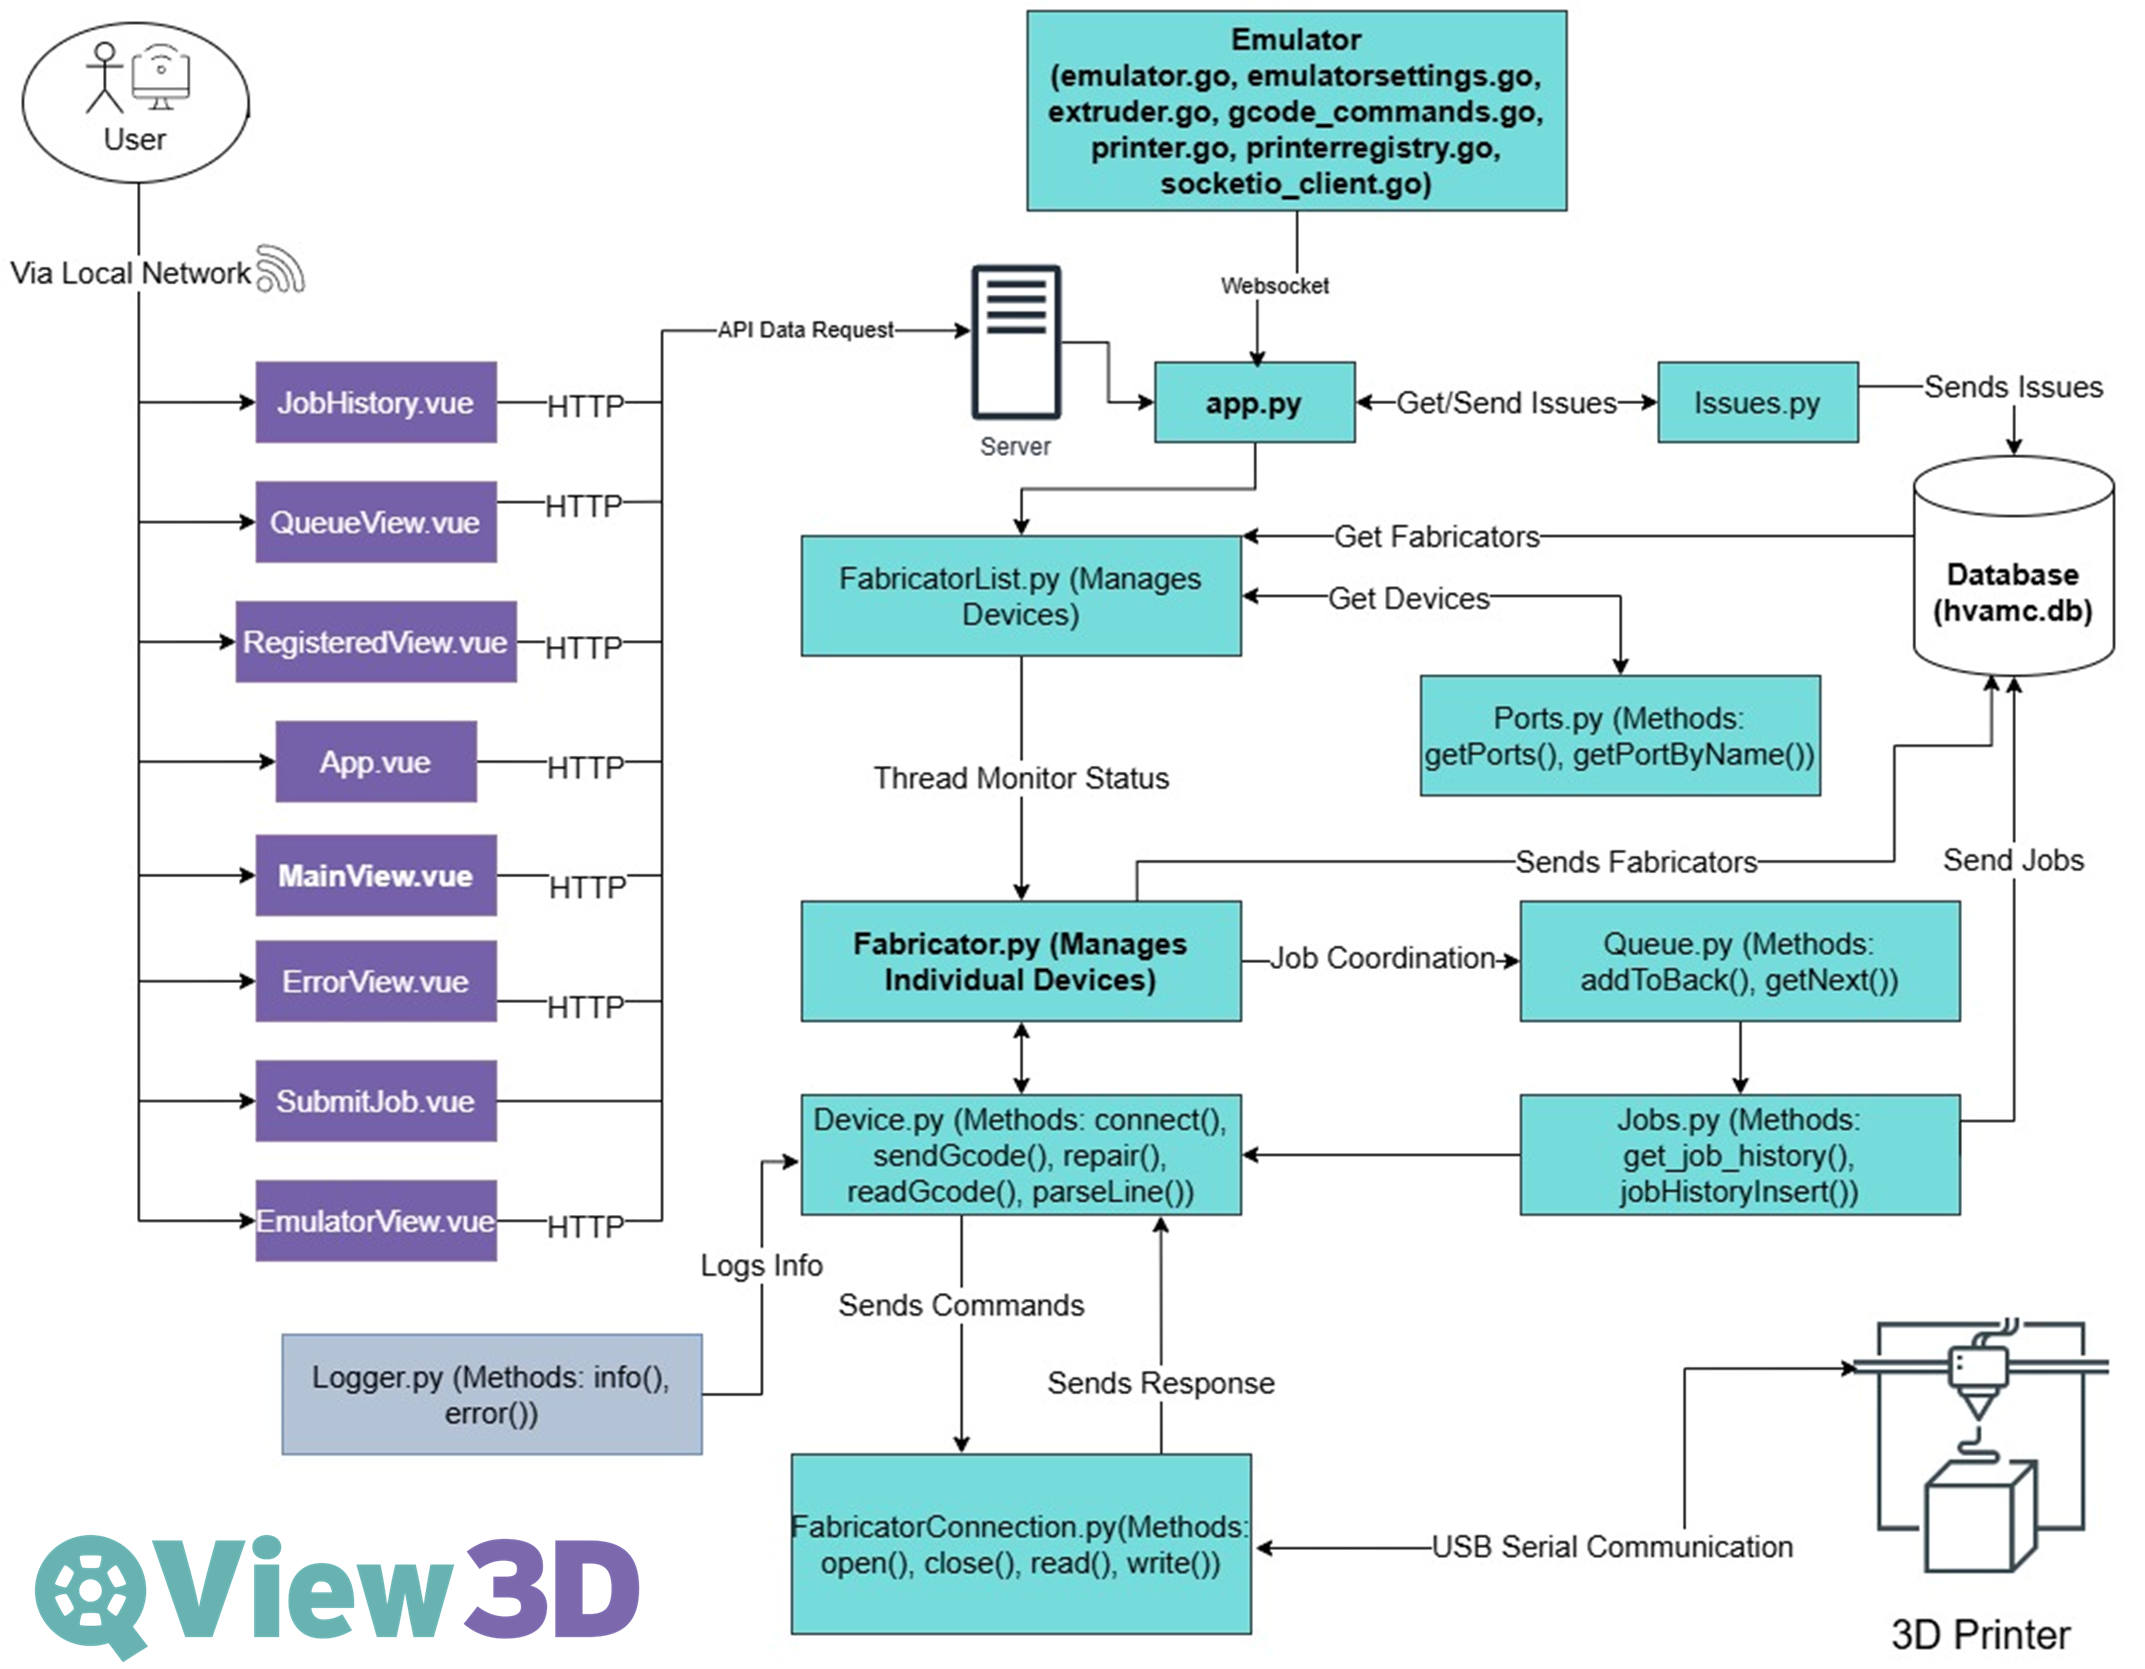 User
Via Local Network
Emulator
(emulator.go, emulatorsettings.go,
extruder.go, gcode_commands.go,
printer.go, printerregistry.go,
socketio_client.go)
Websocket
API Data Request
Server
app.py
Get/Send Issues
Issues.py
Sends Issues
JobHistory.vue
HTTP
QueueView.vue
HTTP
RegisteredView.vue
HTTP
App.vue
HTTP
MainView.vue
HTTP
ErrorView.vue
HTTP
SubmitJob.vue
EmulatorView.vue
HTTP
FabricatorList.py (Manages
Devices)
Get Fabricators
Get Devices
Database
(hvamc.db)
Ports.py (Methods:
getPorts(), getPortByName())
Thread Monitor Status
Sends Fabricators
Send Jobs
Fabricator.py (Manages
Individual Devices)
Job Coordination
Queue.py (Methods:
addToBack(), getNext())
Device.py (Methods: connect(),
sendGcode(), repair(),
readGcode(), parseLine())
Jobs.py (Methods:
get_job_history(),
jobHistoryInsert())
Logs Info
Sends Commands
Sends Response
Logger.py (Methods: info(),
error())
FabricatorConnection.py(Methods:
open(), close(), read(), write())
USB Serial Communication
3D Printer
QView3D